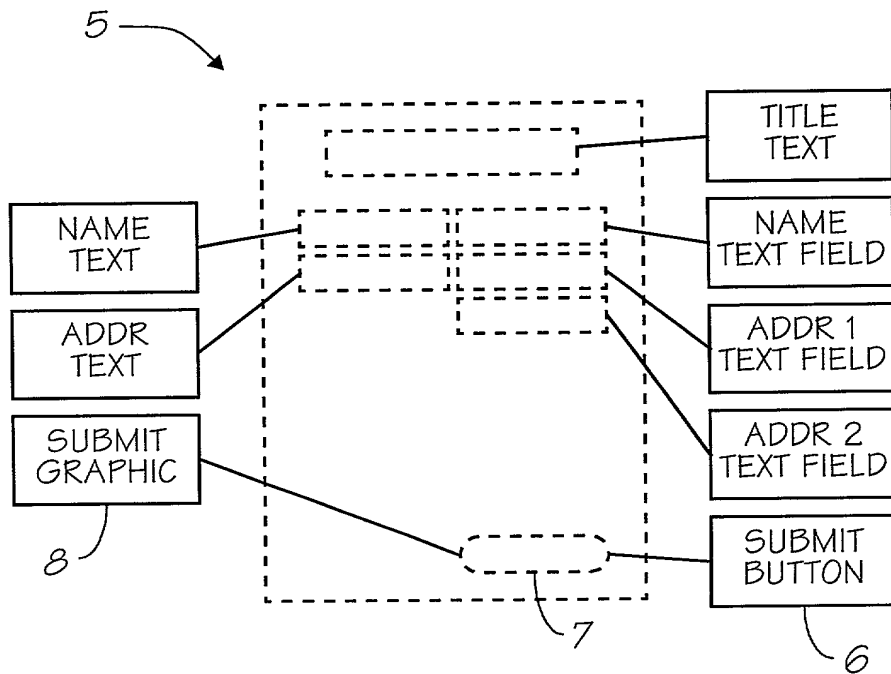 5
TITLE
TEXT
NAME
TEXT
NAME
TEXT FIELD
ADDR
TEXT
ADDR 1
TEXT FIELD
SUBMIT
GRAPHIC
ADDR 2
TEXT FIELD
8
SUBMIT
BUTTON
7
6